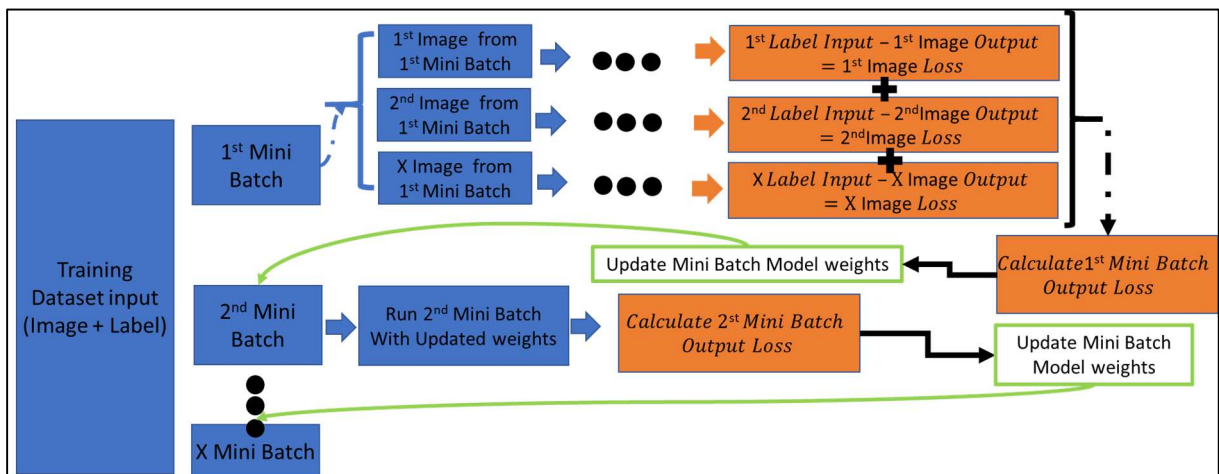 Training
Dataset input
(Image + Label)
1st Mini
Batch
1st Image from
1st Mini Batch
1st Label Input – 1st Image Output
= 1st Image Loss
2nd Image from
1st Mini Batch
2nd Label Input – 2nd Image Output
= 2nd Image Loss
X Image from
1st Mini Batch
X Label Input – X Image Output
= X Image Loss
Calculate 1st Mini Batch
Output Loss
Update Mini Batch Model weights
2nd Mini
Batch
Run 2nd Mini Batch
With Updated weights
Calculate 2st Mini Batch
Output Loss
Update Mini Batch
Model weights
X Mini Batch